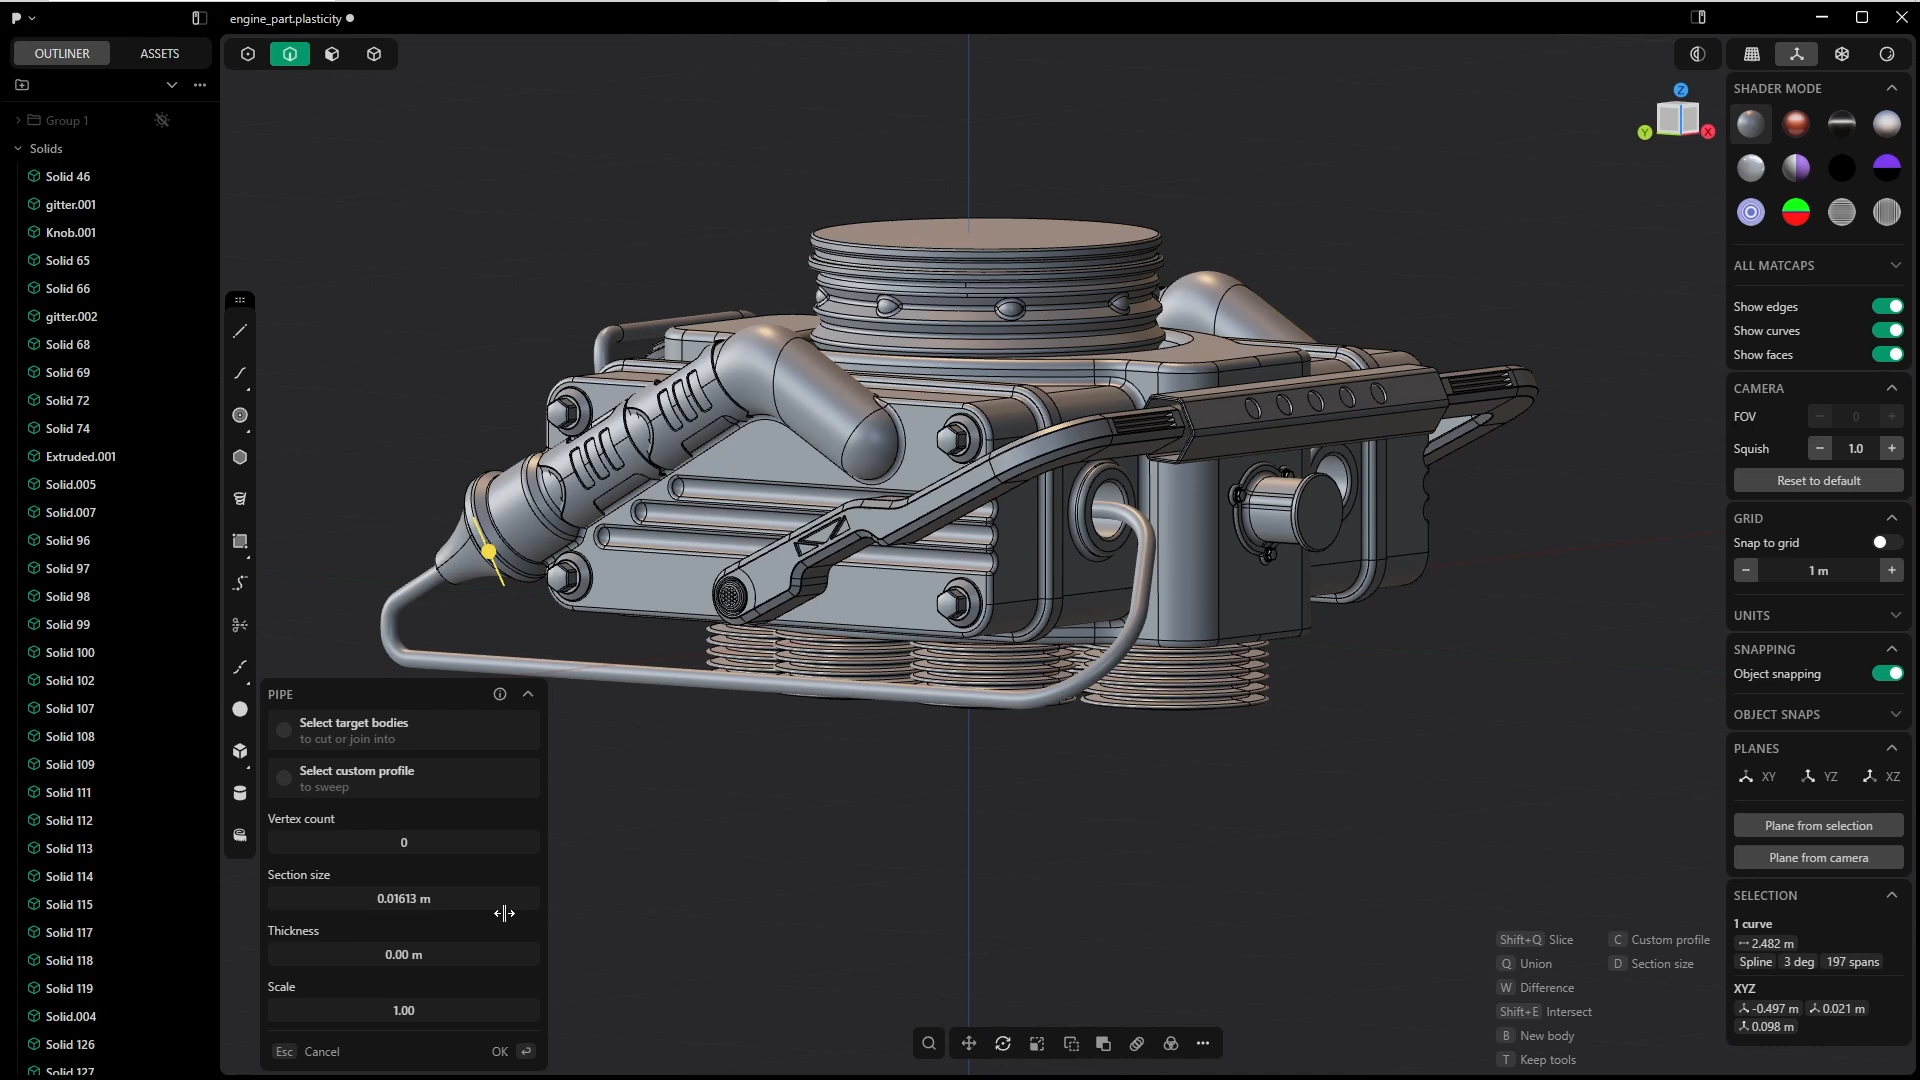 engine_part.plasticity
OUTLINER
ASSETS
Group 1
Solids
Solid 46
gitter.001
Knob.001
Solid 65
Solid 66
gitter.002
Solid 68
Solid 69
Solid 72
Solid 74
Extruded.001
Solid.005
Solid.007
Solid 96
Solid 97
Solid 98
Solid 99
Solid 100
Solid 102
Solid 107
Solid 108
Solid 109
Solid 111
Solid 112
Solid 113
Solid 114
Solid 115
Solid 117
Solid 118
Solid 119
Solid.004
Solid 126
Solid 127
PIPE
Select target bodies
to cut or join into
Select custom profile
to sweep
Vertex count
0
Section size
0.01613 m
Thickness
0.00 m
Scale
1.00
Esc Cancel
OK
Z
Y
X
Shift+Q Slice
Q Union
W Difference
Shift+E Intersect
B New body
T Keep tools
C Custom profile
D Section size
SHADER MODE
ALL MATCAPS
Show edges
Show curves
Show faces
CAMERA
FOV − 0 +
Squish − 1.0 +
Reset to default
GRID
Snap to grid
− 1 m +
UNITS
SNAPPING
Object snapping
OBJECT SNAPS
PLANES
XY YZ XZ
Plane from selection
Plane from camera
SELECTION
1 curve
2.482 m
Spline 3 deg 197 spans
XYZ
-0.497 m 0.021 m
0.098 m